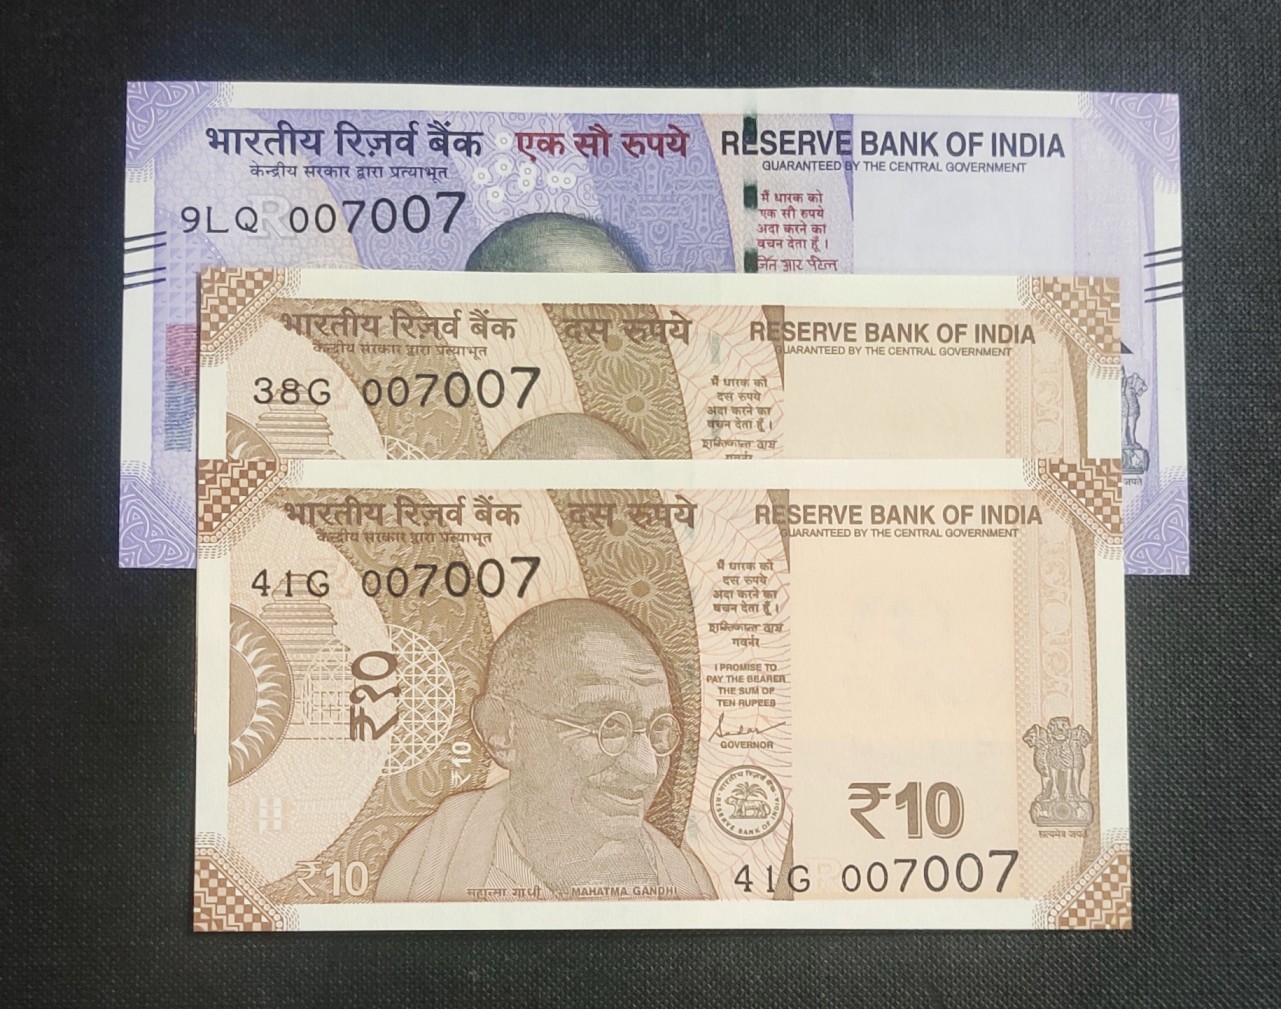 भारतीय रिज़र्व बैंक एक सौ रुपये RESERVE BANK OF INDIA
केन्द्रीय सरकार द्वारा प्रत्याभूत GUARANTEED BY THE CENTRAL GOVERNMENT
9LQ 007007
मैं धारक को
एक सौ रुपये
अदा करने का
वचन देता हूँ।
भारतीय रिज़र्व बैंक दस रुपये RESERVE BANK OF INDIA
केन्द्रीय सरकार द्वारा प्रत्याभूत GUARANTEED BY THE CENTRAL GOVERNMENT
38G 007007
मैं धारक को
दस रुपये
अदा करने का
वचन देता हूँ।
भारतीय रिज़र्व बैंक दस रुपये RESERVE BANK OF INDIA
केन्द्रीय सरकार द्वारा प्रत्याभूत GUARANTEED BY THE CENTRAL GOVERNMENT
41G 007007
मैं धारक को
दस रुपये
अदा करने का
वचन देता हूँ।
गवर्नर
I PROMISE TO
PAY THE BEARER
THE SUM OF
TEN RUPEES
GOVERNOR
₹१०
₹10
भारतीय रिज़र्व बैंक
RESERVE BANK OF INDIA
₹10
सत्यमेव जयते
₹10
महात्मा गांधी MAHATMA GANDHI
41G 007007